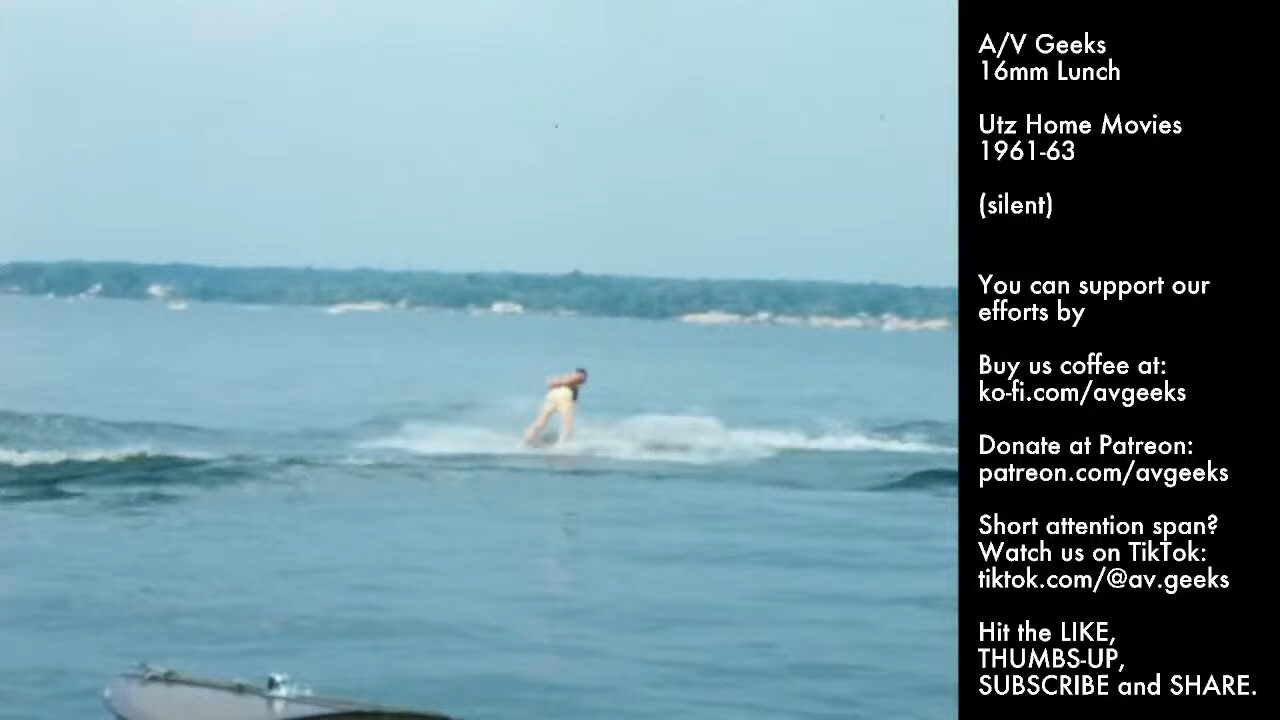 A/V Geeks
16mm Lunch
Utz Home Movies
1961-63
(silent)
You can support our
efforts by
Buy us coffee at:
ko-fi.com/avgeeks
Donate at Patreon:
patreon.com/avgeeks
Short attention span?
Watch us on TikTok:
tiktok.com/@av.geeks
Hit the LIKE,
THUMBS-UP,
SUBSCRIBE and SHARE.